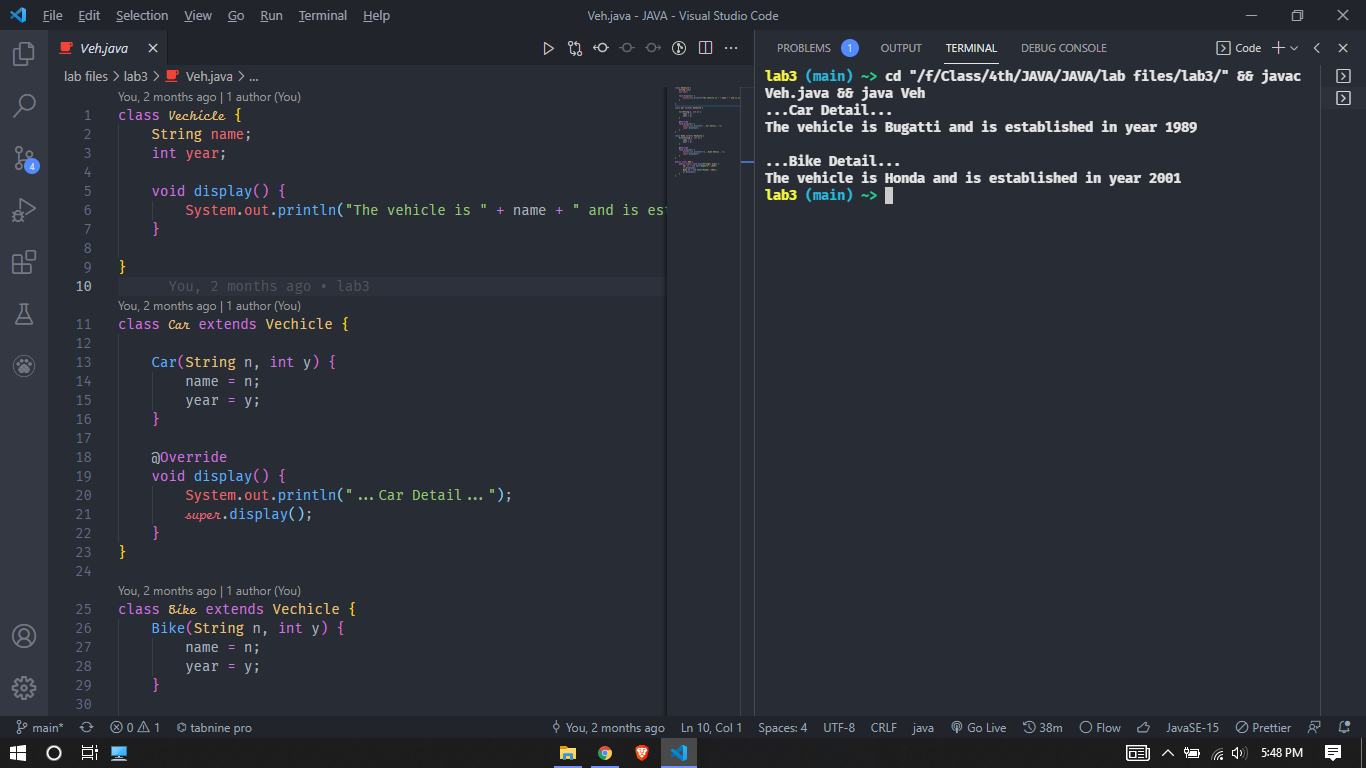 File Edit Selection View Go Run Terminal Help
Veh.java - JAVA - Visual Studio Code
Veh.java
lab files > lab3 > Veh.java > ...
You, 2 months ago | 1 author (You)
1 class Vechicle {
2 String name;
3 int year;
4
5 void display() {
6 System.out.println("The vehicle is " + name + " and is es
7 }
8
9 }
10 You, 2 months ago • lab3
You, 2 months ago | 1 author (You)
11 class Car extends Vechicle {
12
13 Car(String n, int y) {
14 name = n;
15 year = y;
16 }
17
18 @Override
19 void display() {
20 System.out.println("...Car Detail...");
21 super.display();
22 }
23 }
24
You, 2 months ago | 1 author (You)
25 class Bike extends Vechicle {
26 Bike(String n, int y) {
27 name = n;
28 year = y;
29 }
30
PROBLEMS 1 OUTPUT TERMINAL DEBUG CONSOLE
Code
lab3 (main) ~> cd "/f/Class/4th/JAVA/JAVA/lab files/lab3/" && javac
Veh.java && java Veh
...Car Detail...
The vehicle is Bugatti and is established in year 1989
...Bike Detail...
The vehicle is Honda and is established in year 2001
lab3 (main) ~>
4
main* 0 1 tabnine pro You, 2 months ago Ln 10, Col 1 Spaces: 4 UTF-8 CRLF java Go Live 38m Flow JavaSE-15 Prettier
5:48 PM